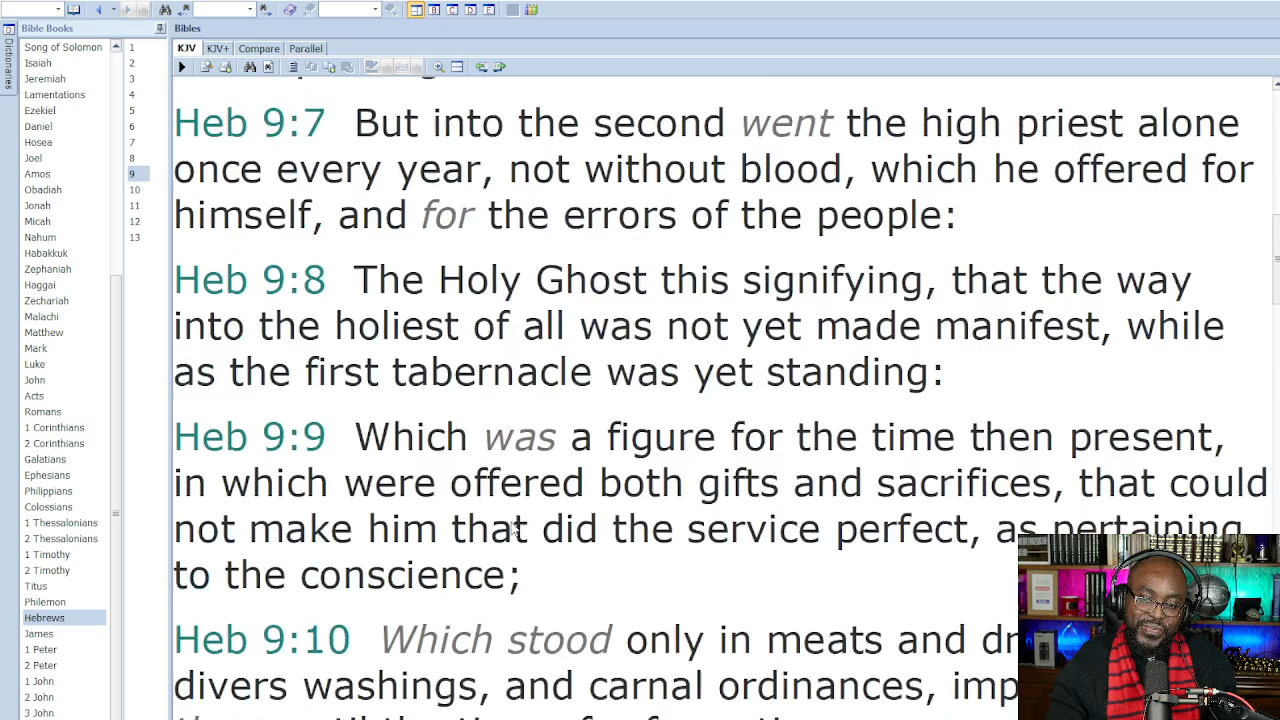 Bible Books
Bibles
Dictionaries
KJV
KJV+
Compare
Parallel
Song of Solomon
Isaiah
Jeremiah
Lamentations
Ezekiel
Daniel
Hosea
Joel
Amos
Obadiah
Jonah
Micah
Nahum
Habakkuk
Zephaniah
Haggai
Zechariah
Malachi
Matthew
Mark
Luke
John
Acts
Romans
1 Corinthians
2 Corinthians
Galatians
Ephesians
Philippians
Colossians
1 Thessalonians
2 Thessalonians
1 Timothy
2 Timothy
Titus
Philemon
Hebrews
James
1 Peter
2 Peter
1 John
2 John
3 John
1
2
3
4
5
6
7
8
9
10
11
12
13
Heb 9:7 But into the second went the high priest alone
once every year, not without blood, which he offered for
himself, and for the errors of the people:
Heb 9:8 The Holy Ghost this signifying, that the way
into the holiest of all was not yet made manifest, while
as the first tabernacle was yet standing:
Heb 9:9 Which was a figure for the time then present,
in which were offered both gifts and sacrifices, that could
not make him that did the service perfect, as pertaining
to the conscience;
Heb 9:10 Which stood only in meats and
divers washings, and carnal ordinances,